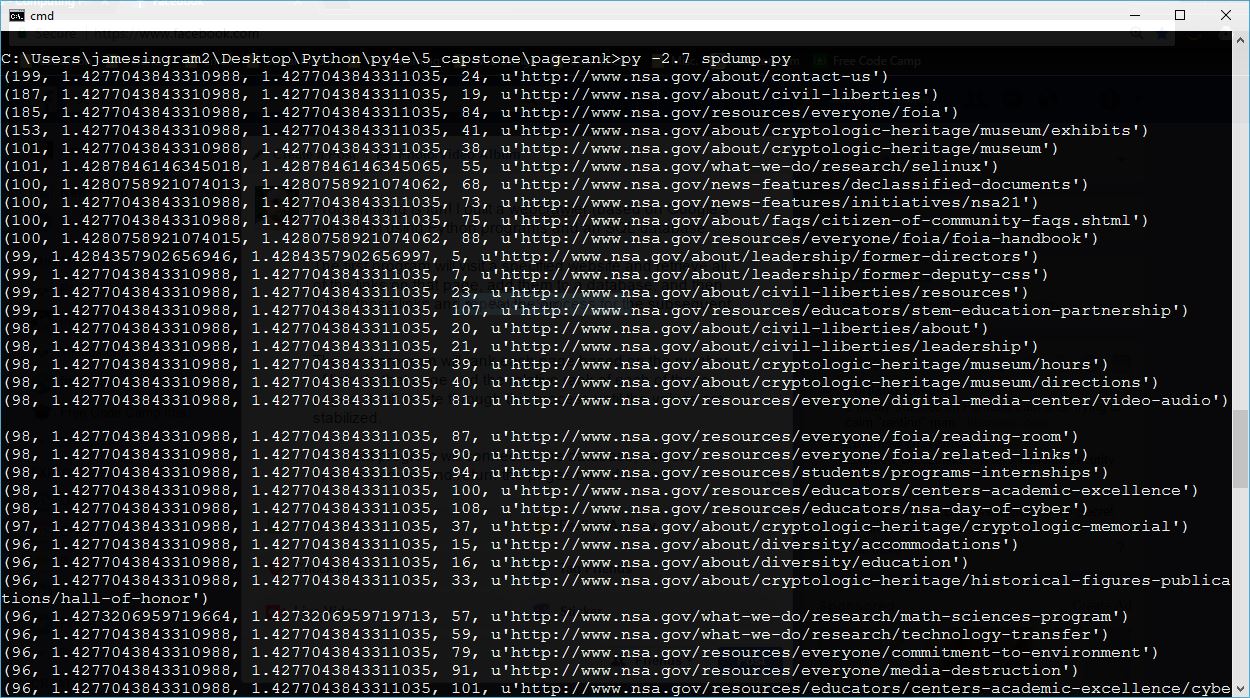 cmd
Secure https://www.facebook.com
C:\Users\jamesingram2\Desktop\Python\py4e\5_capstone\pagerank>py -2.7  spdump.py
Free Code Camp
(199, 1.4277043843310988, 1.4277043843311035, 24, u'http://www.nsa.gov/about/contact-us')
(187, 1.4277043843310988, 1.4277043843311035, 19, u'http://www.nsa.gov/about/civil-liberties')
(185, 1.4277043843310988, 1.4277043843311035, 84, u'http://www.nsa.gov/resources/everyone/foia')
(153, 1.4277043843310988, 1.4277043843311035, 41, u'http://www.nsa.gov/about/cryptologic-heritage/museum/exhibits')
(101, 1.4277043843310988, 1.4277043843311035, 38, u'http://www.nsa.gov/about/cryptologic-heritage/museum')
(101, 1.4287846146345018, 1.4287846146345065, 55, u'http://www.nsa.gov/what-we-do/research/selinux')
(100, 1.4280758921074013, 1.4280758921074062, 68, u'http://www.nsa.gov/news-features/declassified-documents')
(100, 1.4277043843310988, 1.4277043843311035, 73, u'http://www.nsa.gov/news-features/initiatives/nsa21')
(100, 1.4277043843310988, 1.4277043843311035, 75, u'http://www.nsa.gov/about/faqs/citizen-of-community-faqs.shtml')
(100, 1.4280758921074015, 1.4280758921074062, 88, u'http://www.nsa.gov/resources/everyone/foia/foia-handbook')
(99, 1.4284357902656946, 1.4284357902656997, 5, u'http://www.nsa.gov/about/leadership/former-directors')
(99, 1.4277043843310988, 1.4277043843311035, 7, u'http://www.nsa.gov/about/leadership/former-deputy-css')
(99, 1.4277043843310988, 1.4277043843311035, 23, u'http://www.nsa.gov/about/civil-liberties/resources')
(99, 1.4277043843310988, 1.4277043843311035, 107, u'http://www.nsa.gov/resources/educators/stem-education-partnership')
(98, 1.4277043843310988, 1.4277043843311035, 20, u'http://www.nsa.gov/about/civil-liberties/about')
(98, 1.4277043843310988, 1.4277043843311035, 21, u'http://www.nsa.gov/about/civil-liberties/leadership')
(98, 1.4277043843310988, 1.4277043843311035, 39, u'http://www.nsa.gov/about/cryptologic-heritage/museum/hours')
(98, 1.4277043843310988, 1.4277043843311035, 40, u'http://www.nsa.gov/about/cryptologic-heritage/museum/directions')
(98, 1.4277043843310988, 1.4277043843311035, 81, u'http://www.nsa.gov/resources/everyone/digital-media-center/video-audio')
stabilized.
(98, 1.4277043843310988, 1.4277043843311035, 87, u'http://www.nsa.gov/resources/everyone/foia/reading-room')
(98, 1.4277043843310988, 1.4277043843311035, 90, u'http://www.nsa.gov/resources/everyone/foia/related-links')
(98, 1.4277043843310988, 1.4277043843311035, 94, u'http://www.nsa.gov/resources/students/programs-internships')
(98, 1.4277043843310988, 1.4277043843311035, 100, u'http://www.nsa.gov/resources/educators/centers-academic-excellence')
(98, 1.4277043843310988, 1.4277043843311035, 108, u'http://www.nsa.gov/resources/educators/nsa-day-of-cyber')
(97, 1.4277043843310988, 1.4277043843311035, 37, u'http://www.nsa.gov/about/cryptologic-heritage/cryptologic-memorial')
(96, 1.4277043843310988, 1.4277043843311035, 15, u'http://www.nsa.gov/about/diversity/accommodations')
(96, 1.4277043843310988, 1.4277043843311035, 16, u'http://www.nsa.gov/about/diversity/education')
(96, 1.4277043843310988, 1.4277043843311035, 33, u'http://www.nsa.gov/about/cryptologic-heritage/historical-figures-publica
tions/hall-of-honor')
(96, 1.4273206959719664, 1.4273206959719713, 57, u'http://www.nsa.gov/what-we-do/research/math-sciences-program')
(96, 1.4277043843310988, 1.4277043843311035, 59, u'http://www.nsa.gov/what-we-do/research/technology-transfer')
(96, 1.4277043843310988, 1.4277043843311035, 79, u'http://www.nsa.gov/resources/everyone/commitment-to-environment')
(96, 1.4277043843310988, 1.4277043843311035, 91, u'http://www.nsa.gov/resources/everyone/media-destruction')
(96, 1.4277043843310988, 1.4277043843311035, 101, u'http://www.nsa.gov/resources/educators/centers-academic-excellence/cybe